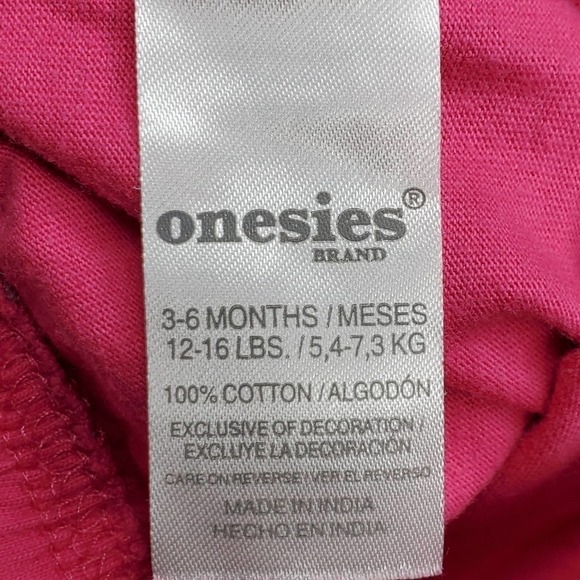 onesies®
BRAND
3-6 MONTHS / MESES
12-16 LBS. / 5,4-7,3 KG
100% COTTON / ALGODÓN
EXCLUSIVE OF DECORATION /
EXCLUYE LA DECORACIÓN
CARE ON REVERSE / VER EL REVERSO
MADE IN INDIA
HECHO EN INDIA